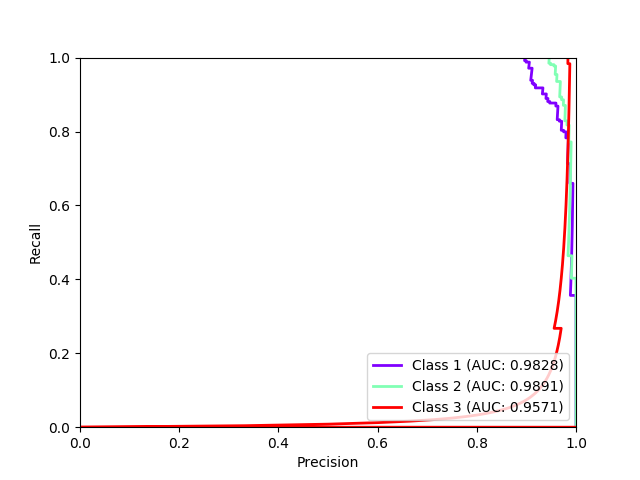 1.0
0.8
0.6
0.4
0.2
0.0
Recall
Class 1 (AUC: 0.9828)
Class 2 (AUC: 0.9891)
Class 3 (AUC: 0.9571)
0.0 0.2 0.4 0.6 0.8 1.0
Precision